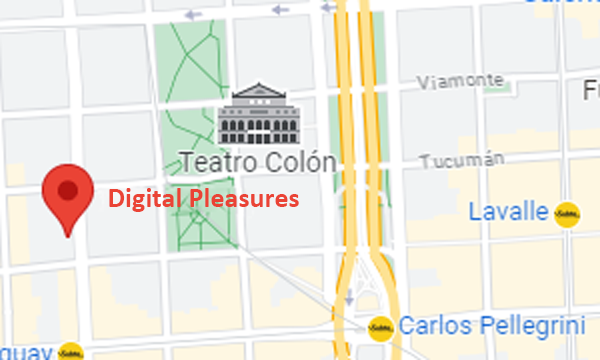 Viamonte
Teatro Colón
Tucumán
Digital Pleasures
Lavalle
Carlos Pellegrini